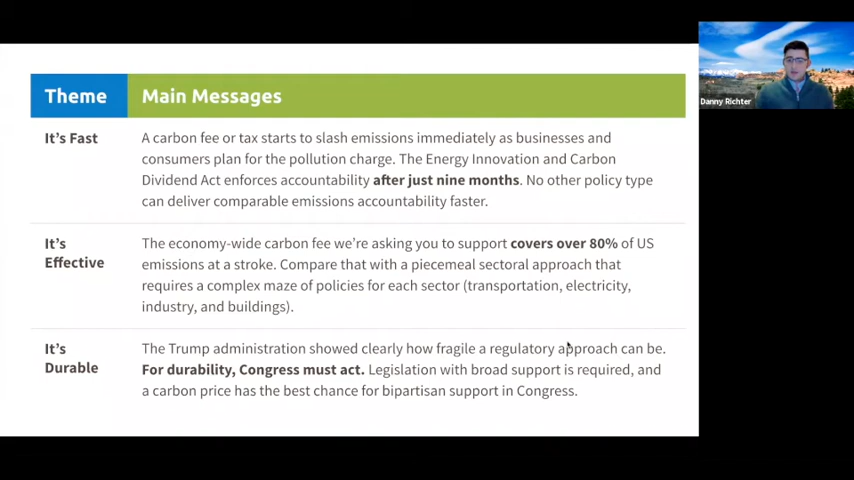 Theme
Main Messages
It's Fast
A carbon fee or tax starts to slash emissions immediately as businesses and
consumers plan for the pollution charge. The Energy Innovation and Carbon
Dividend Act enforces accountability after just nine months. No other policy type
can deliver comparable emissions accountability faster.
It's
Effective
The economy-wide carbon fee we're asking you to support covers over 80% of US
emissions at a stroke. Compare that with a piecemeal sectoral approach that
requires a complex maze of policies for each sector (transportation, electricity,
industry, and buildings).
It's
Durable
The Trump administration showed clearly how fragile a regulatory approach can be.
For durability, Congress must act. Legislation with broad support is required, and
a carbon price has the best chance for bipartisan support in Congress.
Danny Richter